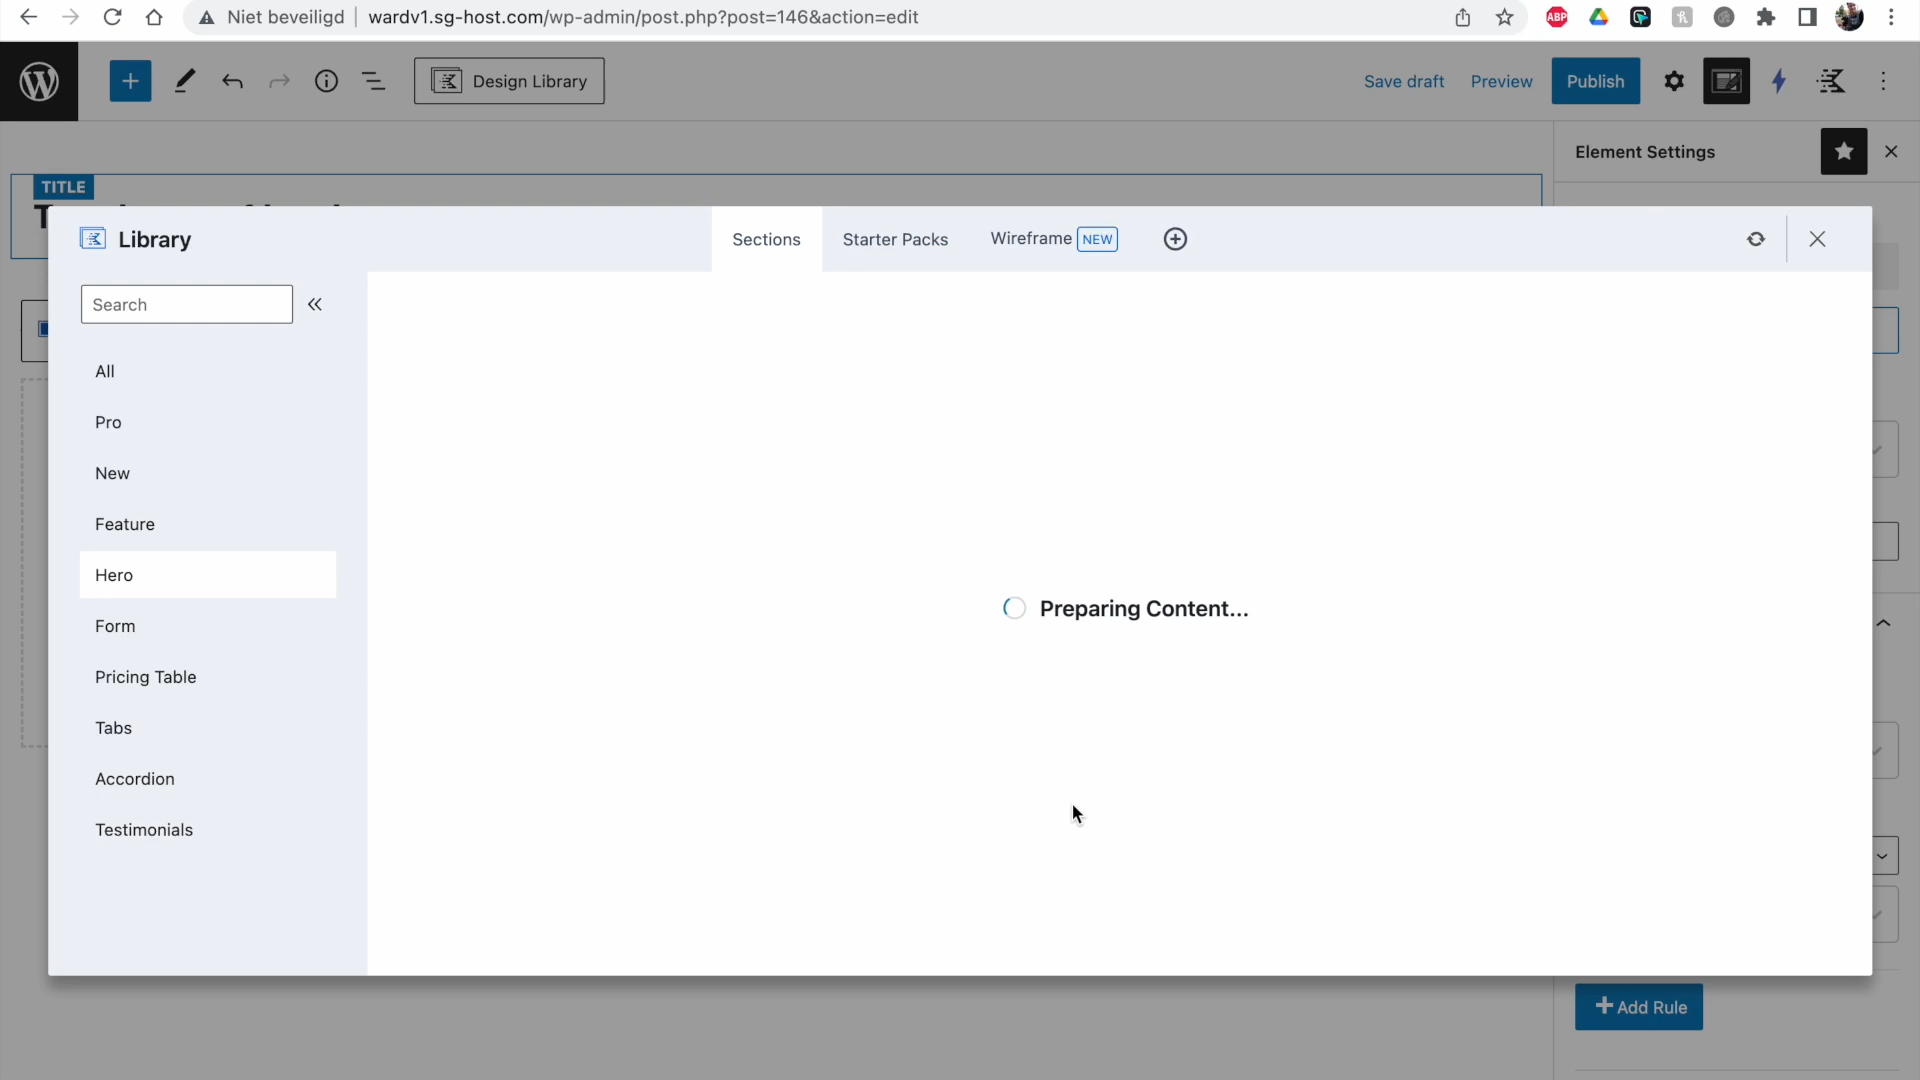 Niet beveiligd wardv1.sg-host.com/wp-admin/post.php?post=146&action=edit
ABP
Design Library
Save draft Preview Publish
Element Settings
TITLE
Library
Sections Starter Packs Wireframe NEW
Search
All
Pro
New
Feature
Hero
Form
Pricing Table
Tabs
Accordion
Testimonials
Preparing Content...
Add Rule